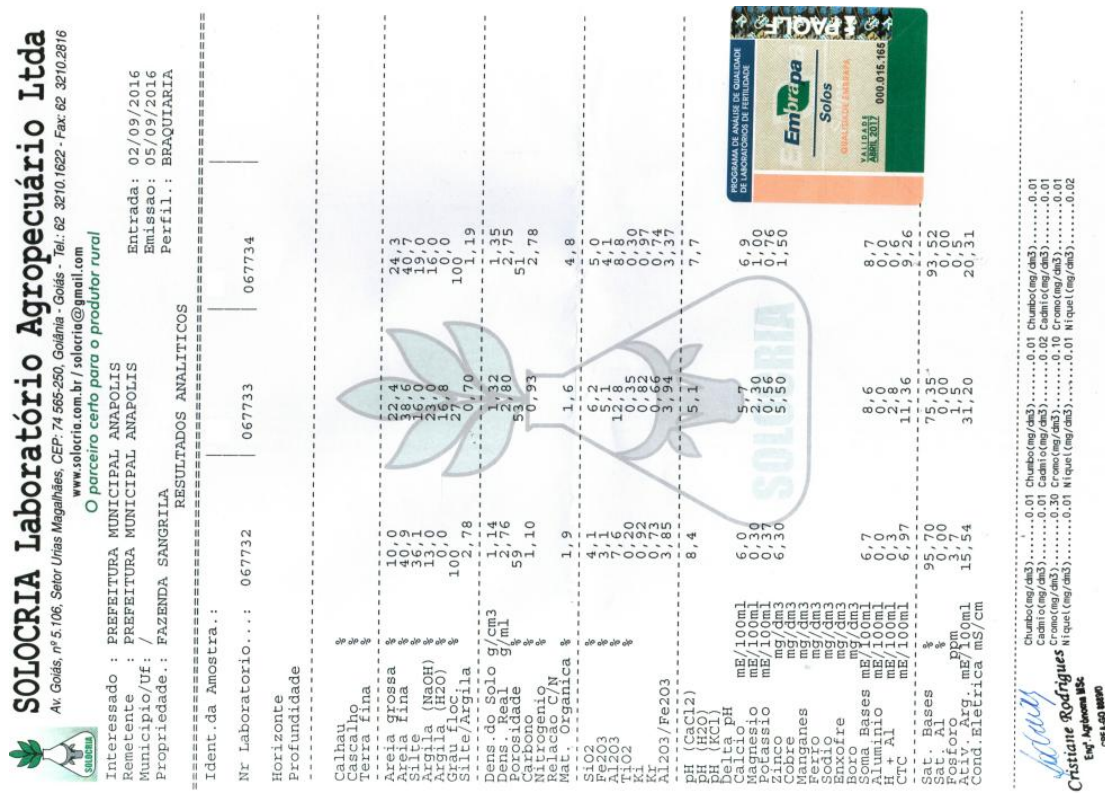 SOLOCRIA Laboratório Agropecuário Ltda
Av. Goiás, nº 5.106, Setor Urias Magalhães, CEP: 74 565-250, Goiânia - Goiás - Tel.: 62 3210.1622 - Fax: 62 3210.2816
www.solocria.com.br / solocria@gmail.com
O parceiro certo para o produtor rural
SOLOCRIA
Interessado : PREFEITURA MUNICIPAL ANAPOLIS Entrada: 02/09/2016
Remetente : PREFEITURA MUNICIPAL ANAPOLIS Emissao: 05/09/2016
Municipio/Uf: / Perfil.: BRAQUIARIA
Propriedade.: FAZENDA SANGRILA
RESULTADOS ANALITICOS
Ident.da Amostra.:
Nr Laboratorio...: 067732 067733 067734
Horizonte
Profundidade
Calhau %
Cascalho %
Terra fina %
Areia grossa % 10,0 22,4 24,3
Areia fina % 40,9 38,6 40,7
Silte % 36,1 16,0 19,0
Argila (NaOH) % 13,0 23,0 16,0
Argila (H2O) % 0,0 16,8 0,0
Grau floc. % 100 27 100
Silte/Argila 2,78 0,70 1,19
Dens.do Solo g/cm3 1,14 1,32 1,35
Dens. Real g/ml 2,76 2,80 2,75
Porosidade % 59 53 51
Carbono % 1,10 0,93 2,78
Nitrogenio %
Relacao C/N
Mat. Organica % 1,9 1,6 4,8
SiO2 % 4,1 6,2 5,0
Fe2O3 % 3,1 2,1 4,1
Al2O3 % 7,6 12,8 8,8
TiO2 % 0,20 0,35 0,30
Ki 0,92 0,82 0,97
Kr 0,73 0,66 0,74
Al2O3/Fe2O3 3,85 3,94 3,37
pH (CaCl2) 8,4 5,1 7,7
pH (H2O)
pH (KCl)
Delta pH
Calcio mE/100ml 6,0 5,7 6,9
Magnesio mE/100ml 0,30 2,30 1,0
Potassio mE/100ml 0,37 0,56 0,76
Zinco mg/dm3 6,30 5,50 1,56
Cobre mg/dm3
Manganes mg/dm3
Ferro mg/dm3
Sodio mg/dm3
Enxofre mg/dm3
Boro mg/dm3
Soma Bases mE/100ml 6,7 8,6 8,7
Aluminio mE/100ml 0,0 0,0 0,0
H + Al mE/100ml 0,3 2,8 0,6
CTC mE/100ml 6,97 11,36 9,26
Sat. Bases % 95,70 75,35 93,52
Sat. Al % 0,00 0,00 0,00
Fosforo ppm 3,7 1,5 0,5
Ativ. Arg. mE/100ml 15,54 31,20 20,31
Cond.Eletrica mS/cm
SOLOCRIA
PROGRAMA DE ANÁLISE DE QUALIDADE
DE LABORATÓRIOS DE FERTILIDADE
PAQLF
Embrapa
Solos
QUALIDADE EMBRAPA
VALIDADE
ABRIL 2017
000.015.165
Chumbo(mg/dm3)......0.01 Chumbo(mg/dm3)......0.01 Chumbo(mg/dm3)......0.01
Cadmio(mg/dm3)......0.01 Cadmio(mg/dm3)......0.02 Cadmio(mg/dm3)......0.01
Cromo(mg/dm3).......0.30 Cromo(mg/dm3).......0.10 Cromo(mg/dm3).......0.01
Niquel(mg/dm3)......0.01 Niquel(mg/dm3)......0.01 Niquel(mg/dm3)......0.02
Cristiane Rodrigues
Engª Agrônoma MSc